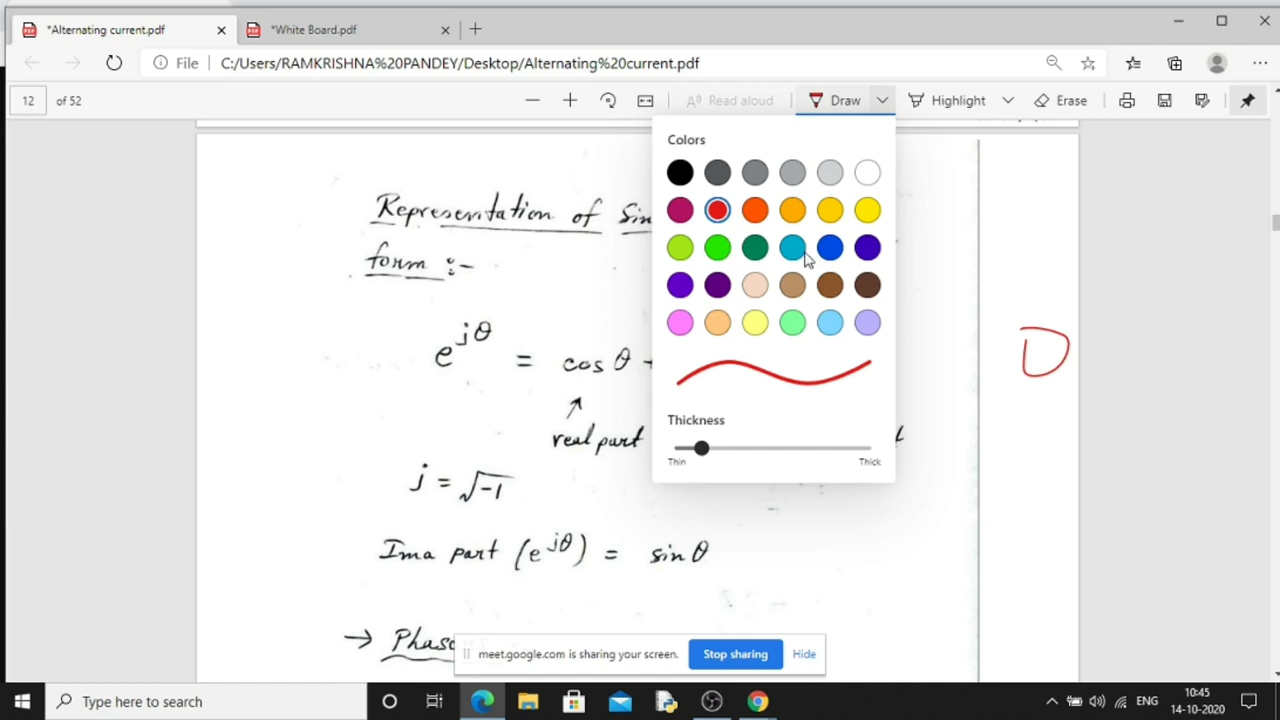 *Alternating current.pdf
*White Board.pdf
File
C:/Users/RAMKRISHNA%20PANDEY/Desktop/Alternating%20current.pdf
12 of 52
Read aloud
Draw
Highlight
Erase
Colors
Thickness
Thin
Thick
Representation of Sin
form :-
e^jθ = cos θ +
↑
real part
j = √-1
Ima part (e^jθ) = sin θ
→ Phaso
meet.google.com is sharing your screen.
Stop sharing
Hide
D
Type here to search
ENG
10:45
14-10-2020